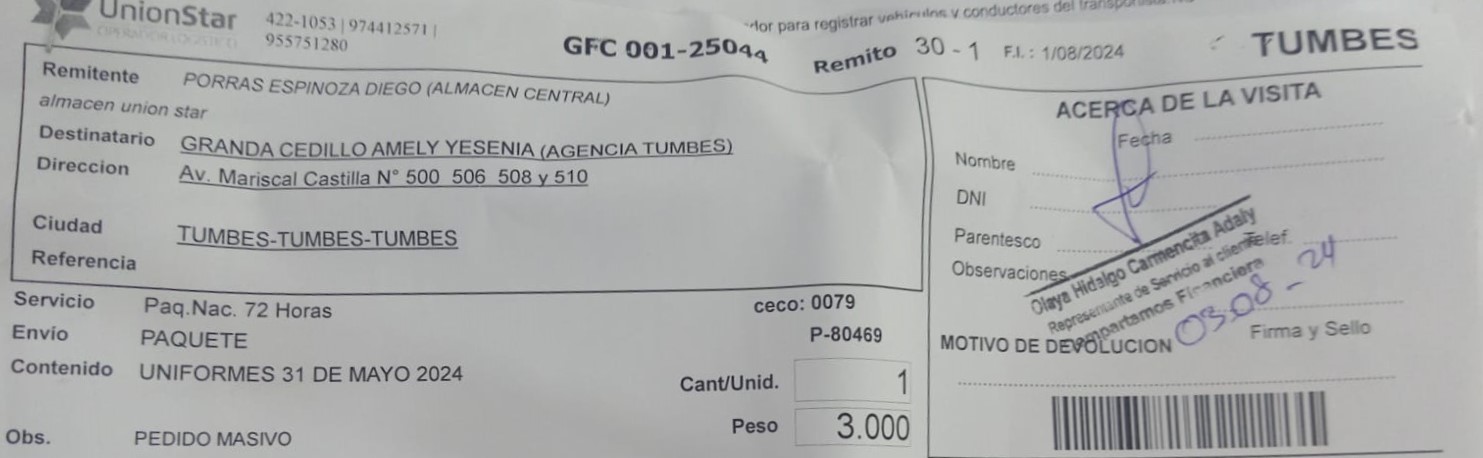 UnionStar
OPERADOR LOGISTICO
422-1053 | 974412571 |
955751280
para registrar vehiculos y conductores del
GFC 001-25044
Remito 30 - 1
F.I. : 1/08/2024
TUMBES
Remitente PORRAS ESPINOZA DIEGO (ALMACEN CENTRAL)
almacen union star
Destinatario GRANDA CEDILLO AMELY YESENIA (AGENCIA TUMBES)
Direccion Av. Mariscal Castilla N° 500 506 508 y 510
Ciudad TUMBES-TUMBES-TUMBES
Referencia
Servicio Paq.Nac. 72 Horas
ceco: 0079
Envio PAQUETE
P-80469
Contenido UNIFORMES 31 DE MAYO 2024
Cant/Unid. 1
Peso 3.000
Obs. PEDIDO MASIVO
ACERCA DE LA VISITA
Fecha
Nombre
DNI
Parentesco
Telef
Observaciones
Olaya Hidalgo Carmencita Adaly
Representante de Servicio al cliente
Compartamos Financiera
03-08-24
MOTIVO DE DEVOLUCION
Firma y Sello